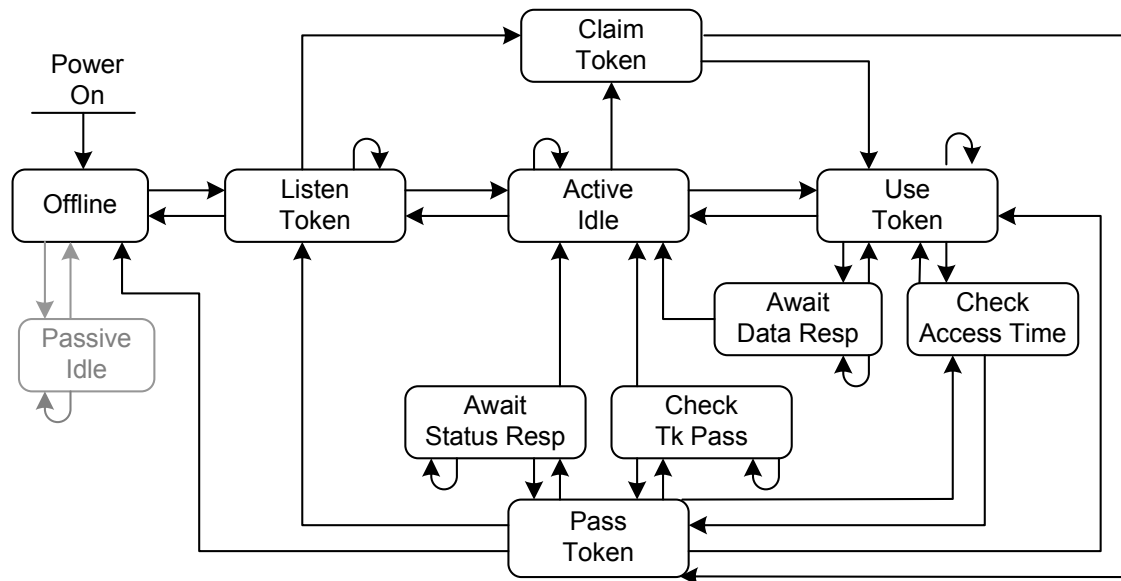 Claim
Token
Power
On
Offline
Listen
Token
Active
Idle
Use
Token
Passive
Idle
Await
Data Resp
Check
Access Time
Await
Status Resp
Check
Tk Pass
Pass
Token